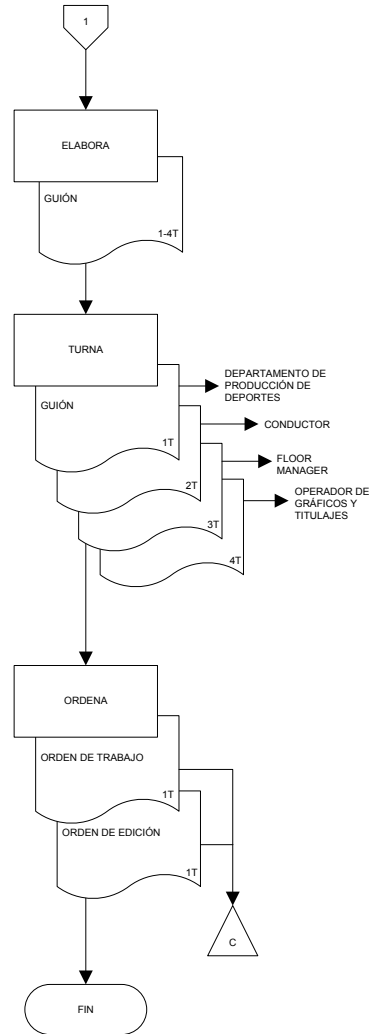 1
ELABORA
GUIÓN
1-4T
TURNA
GUIÓN
1T
DEPARTAMENTO DE
PRODUCCIÓN DE
DEPORTES
2T
CONDUCTOR
3T
FLOOR
MANAGER
4T
OPERADOR DE
GRÁFICOS Y
TITULAJES
ORDENA
ORDEN DE TRABAJO
1T
ORDEN DE EDICIÓN
1T
C
FIN